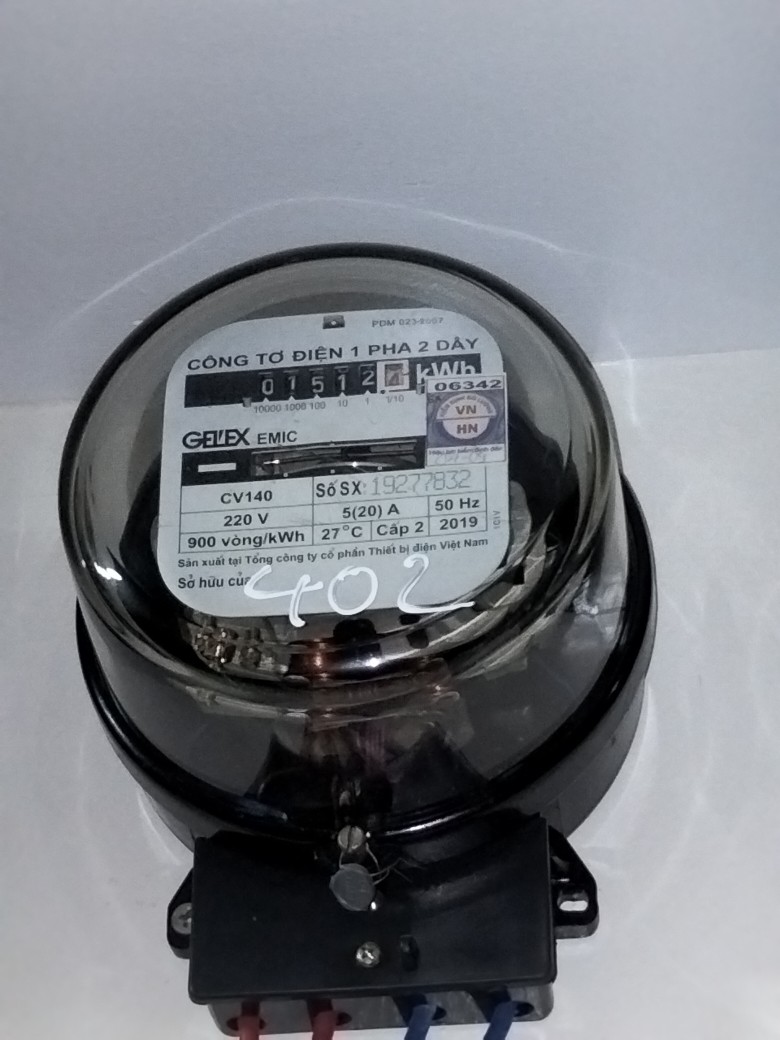 PDM 023-2007
CÔNG TƠ ĐIỆN 1 PHA 2 DÂY
01512 kWh
10000 1000 100 10 1 1/10
06342
VN
HN
GELEX EMIC
CV140 Số SX: 19277832
220 V 5(20) A 50 Hz
900 vòng/kWh 27°C Cấp 2 2019
Sản xuất tại Tổng công ty cổ phần Thiết bị điện Việt Nam
Sở hữu của
402